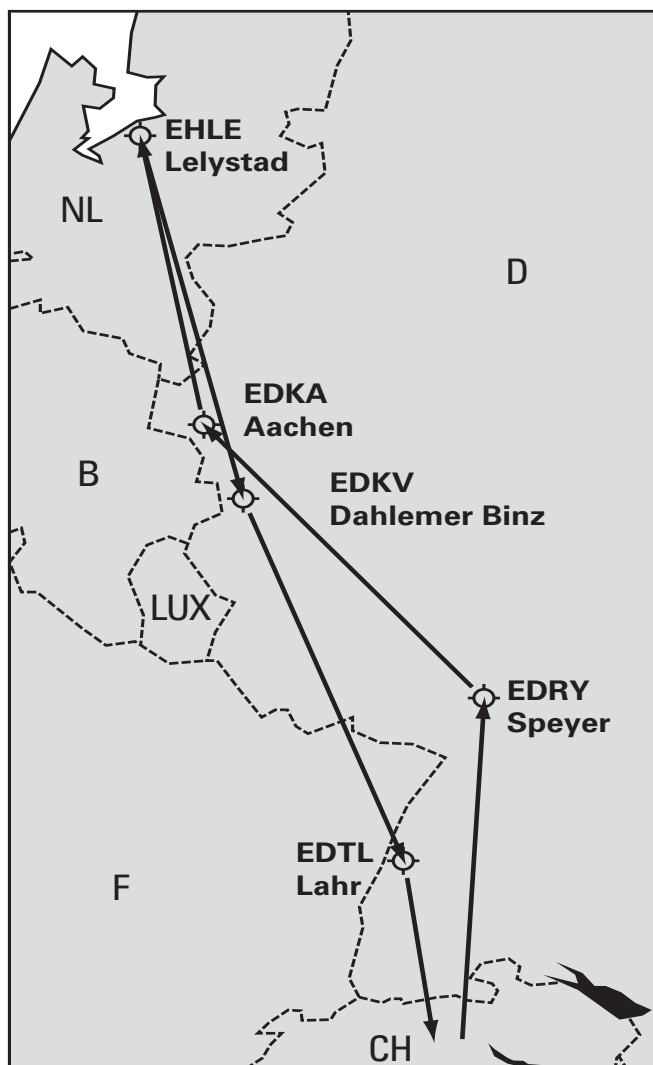 EHLE
Lelystad
NL
D
EDKA
Aachen
B
EDKV
Dahlemer Binz
LUX
EDRY
Speyer
EDTL
Lahr
F
CH